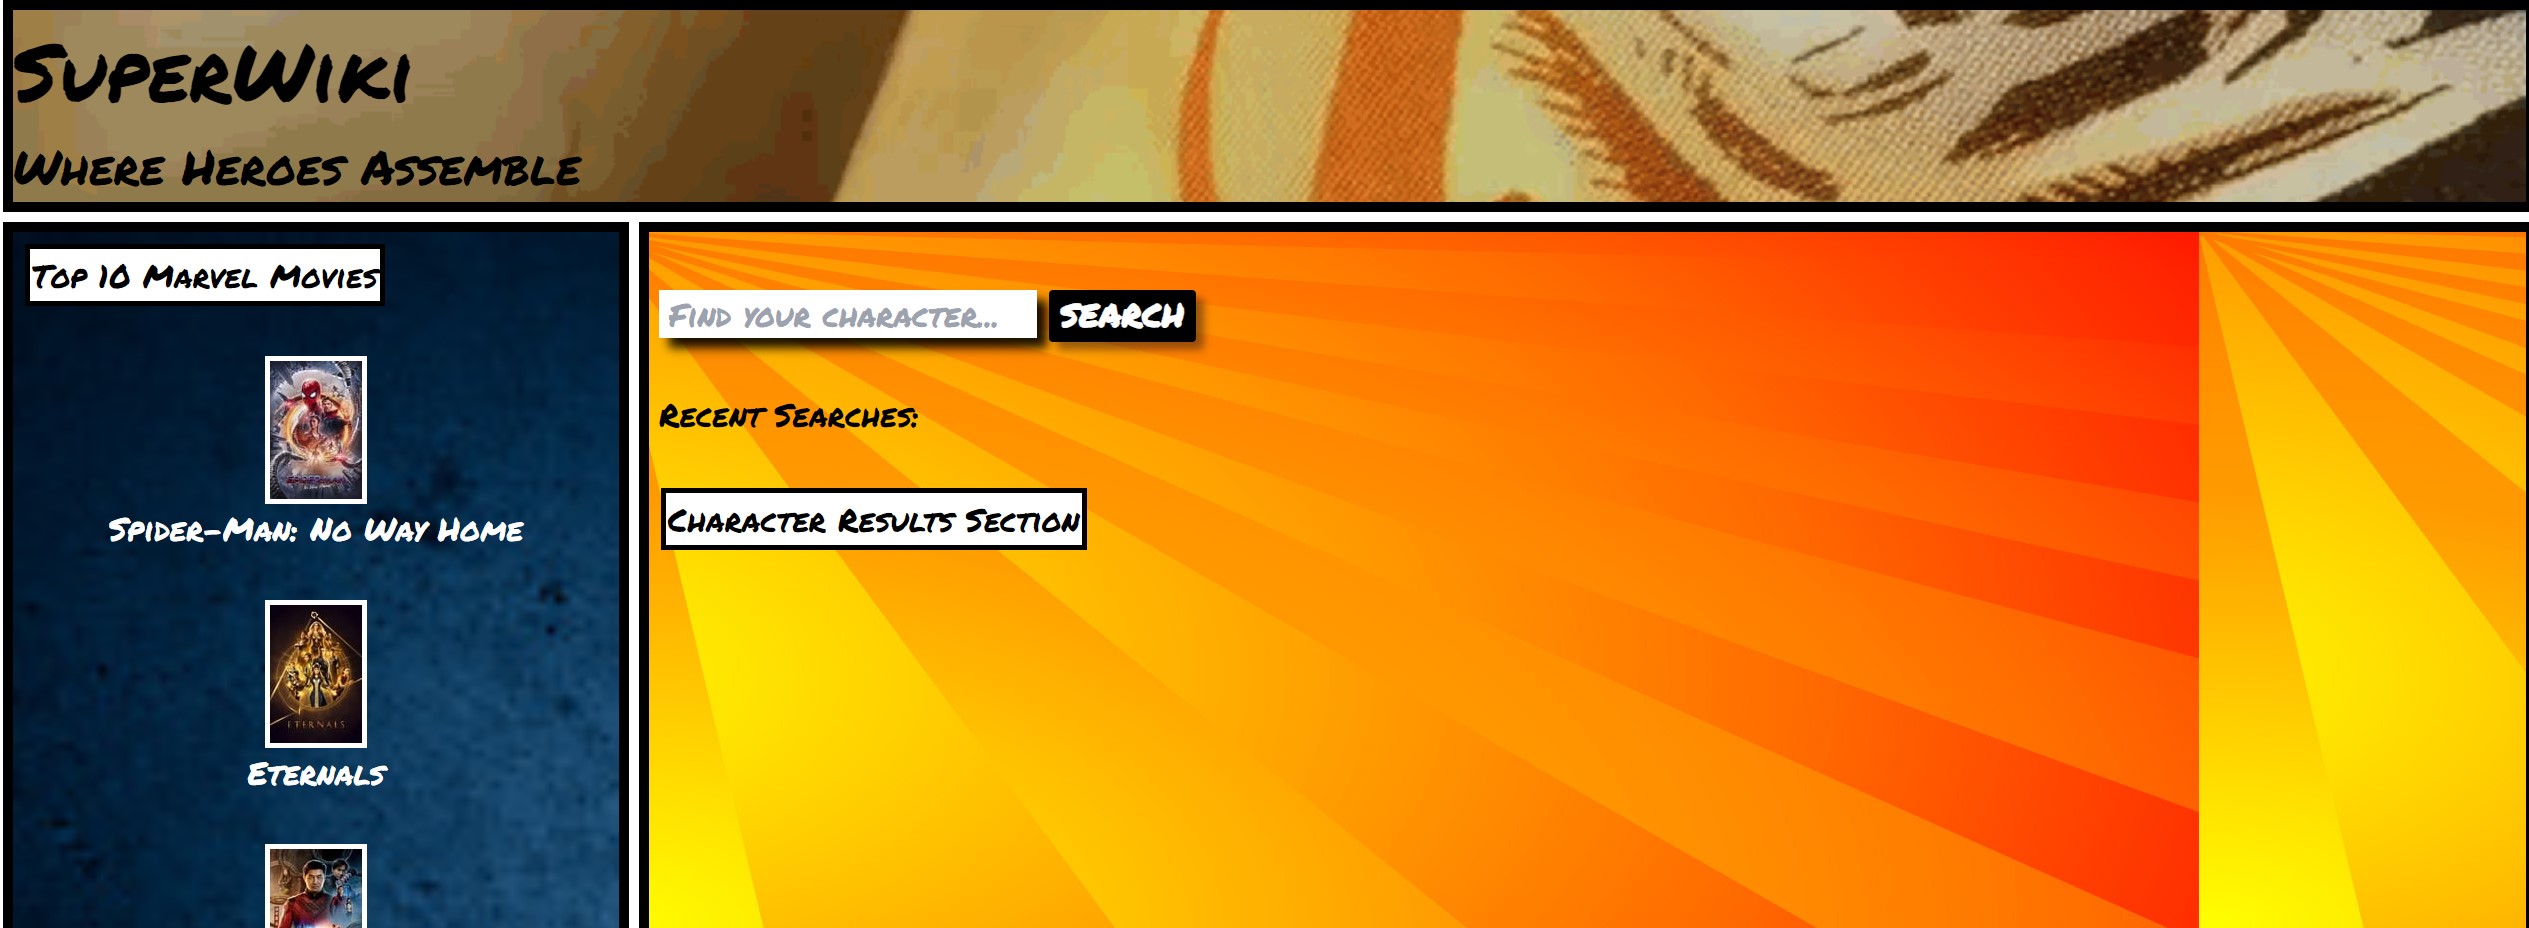 SuperWiki
Where Heroes Assemble
Top 10 Marvel Movies
Spider-Man: No Way Home
ETERNALS
Eternals
Find your character...
SEARCH
Recent Searches:
Character Results Section